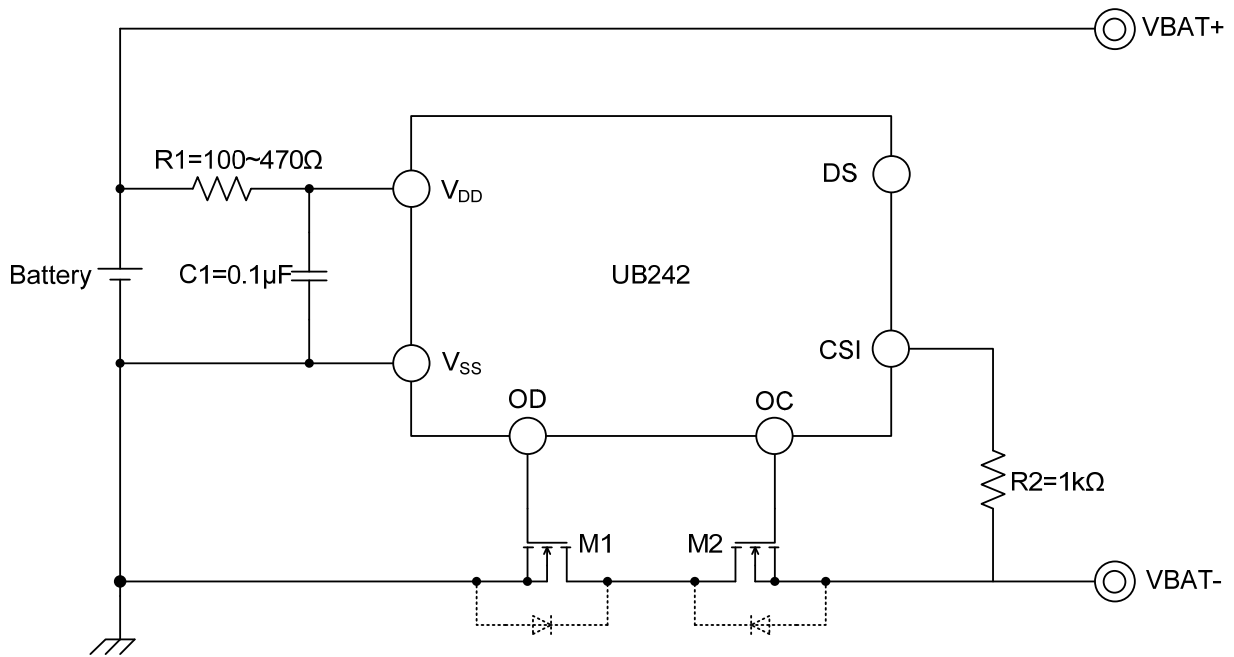 VBAT+
R1=100~470Ω
DS
VDD
Battery
C1=0.1µF
UB242
CSI
VSS
OD
OC
R2=1kΩ
M1
M2
VBAT-